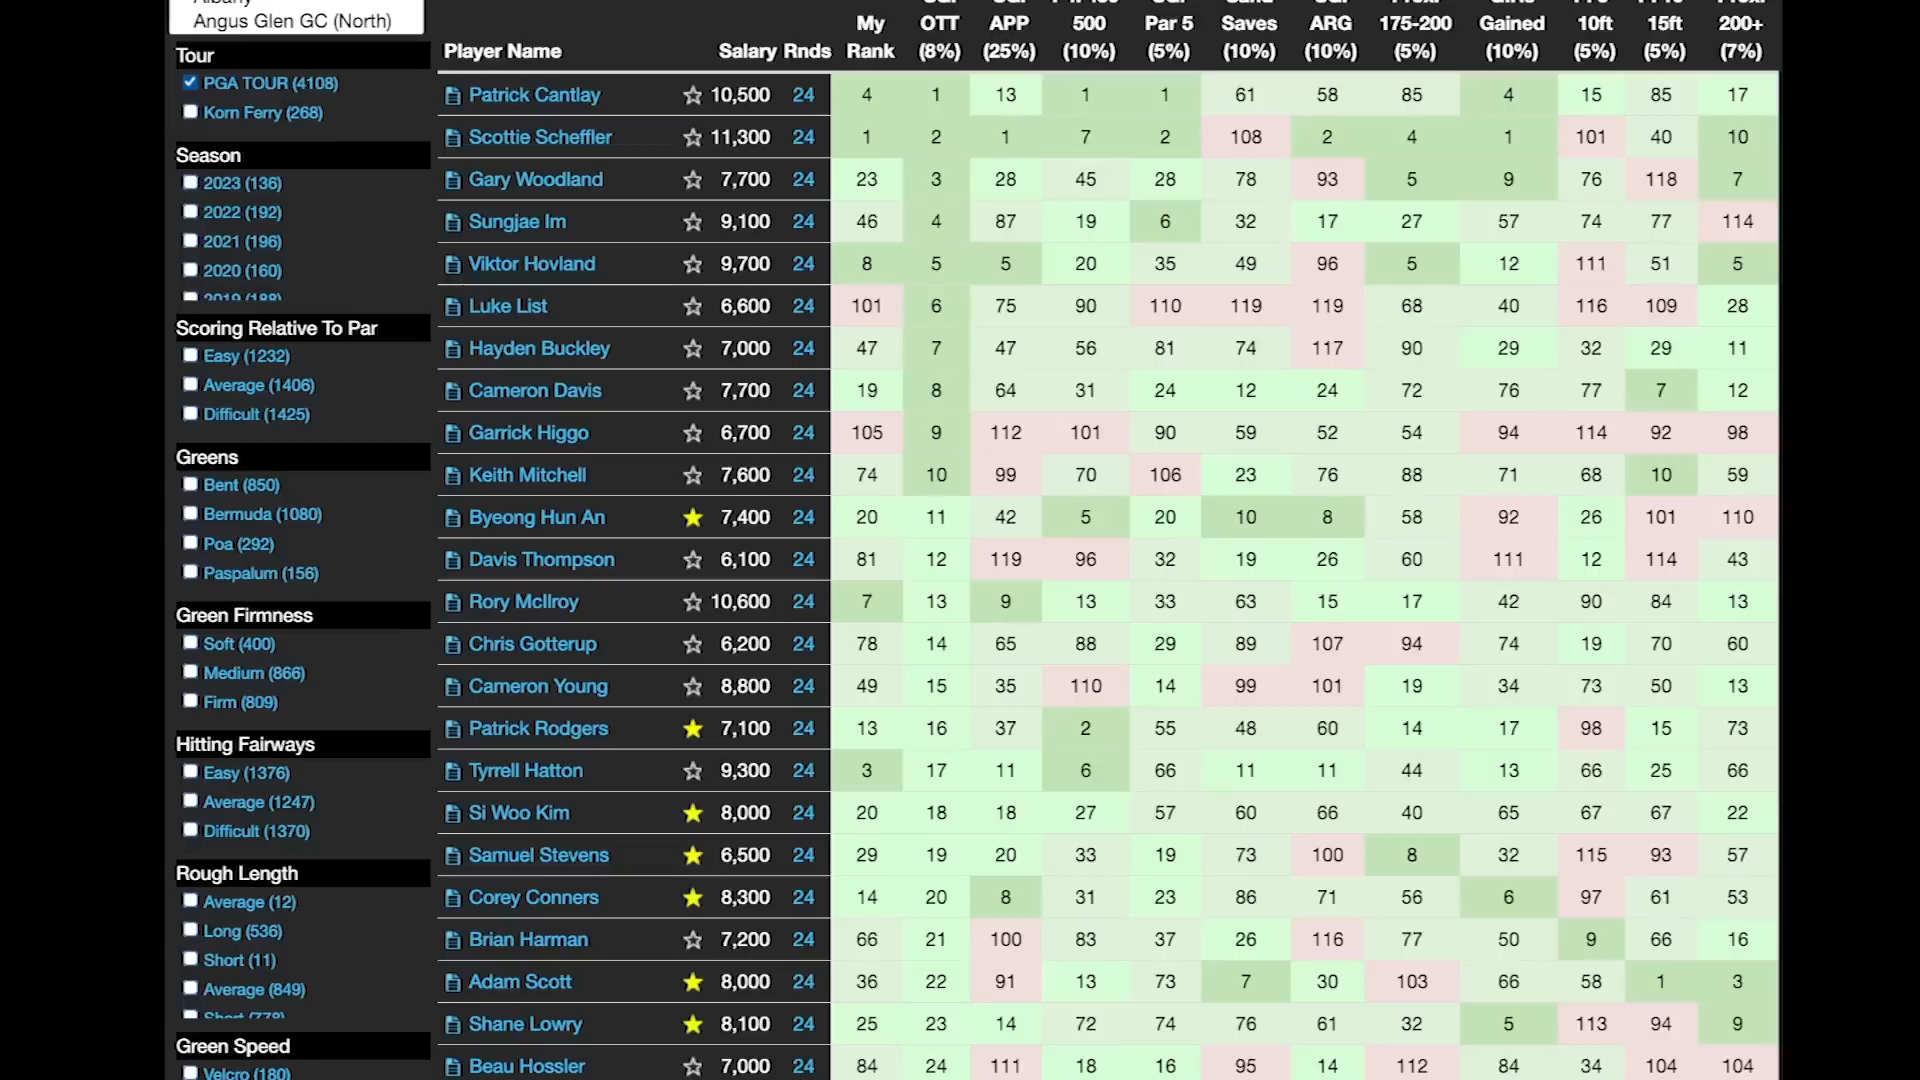 Angus Glen GC (North)
Tour
PGA TOUR (4108)
Korn Ferry (268)
Season
2023 (136)
2022 (192)
2021 (196)
2020 (160)
2019 (188)
Scoring Relative To Par
Easy (1232)
Average (1406)
Difficult (1425)
Greens
Bent (850)
Bermuda (1080)
Poa (292)
Paspalum (156)
Green Firmness
Soft (400)
Medium (866)
Firm (809)
Hitting Fairways
Easy (1376)
Average (1247)
Difficult (1370)
Rough Length
Average (12)
Long (536)
Short (11)
Average (849)
Short (778)
Green Speed
Velcro (180)
My OTT APP 500 Par 5 Saves ARG 175-200 Gained 10ft 15ft 200+
Player Name Salary Rnds Rank (8%) (25%) (10%) (5%) (10%) (10%) (5%) (10%) (5%) (5%) (7%)
Patrick Cantlay 10,500 24 4 1 13 1 1 61 58 85 4 15 85 17
Scottie Scheffler 11,300 24 1 2 1 7 2 108 2 4 1 101 40 10
Gary Woodland 7,700 24 23 3 28 45 28 78 93 5 9 76 118 7
Sungjae Im 9,100 24 46 4 87 19 6 32 17 27 57 74 77 114
Viktor Hovland 9,700 24 8 5 5 20 35 49 96 5 12 111 51 5
Luke List 6,600 24 101 6 75 90 110 119 119 68 40 116 109 28
Hayden Buckley 7,000 24 47 7 47 56 81 74 117 90 29 32 29 11
Cameron Davis 7,700 24 19 8 64 31 24 12 24 72 76 77 7 12
Garrick Higgo 6,700 24 105 9 112 101 90 59 52 54 94 114 92 98
Keith Mitchell 7,600 24 74 10 99 70 106 23 76 88 71 68 10 59
Byeong Hun An 7,400 24 20 11 42 5 20 10 8 58 92 26 101 110
Davis Thompson 6,100 24 81 12 119 96 32 19 26 60 111 12 114 43
Rory McIlroy 10,600 24 7 13 9 13 33 63 15 17 42 90 84 13
Chris Gotterup 6,200 24 78 14 65 88 29 89 107 94 74 19 70 60
Cameron Young 8,800 24 49 15 35 110 14 99 101 19 34 73 50 13
Patrick Rodgers 7,100 24 13 16 37 2 55 48 60 14 17 98 15 73
Tyrrell Hatton 9,300 24 3 17 11 6 66 11 11 44 13 66 25 66
Si Woo Kim 8,000 24 20 18 18 27 57 60 66 40 65 67 67 22
Samuel Stevens 6,500 24 29 19 20 33 19 73 100 8 32 115 93 57
Corey Conners 8,300 24 14 20 8 31 23 86 71 56 6 97 61 53
Brian Harman 7,200 24 66 21 100 83 37 26 116 77 50 9 66 16
Adam Scott 8,000 24 36 22 91 13 73 7 30 103 66 58 1 3
Shane Lowry 8,100 24 25 23 14 72 74 76 61 32 5 113 94 9
Beau Hossler 7,000 24 84 24 111 18 16 95 14 112 84 34 104 104